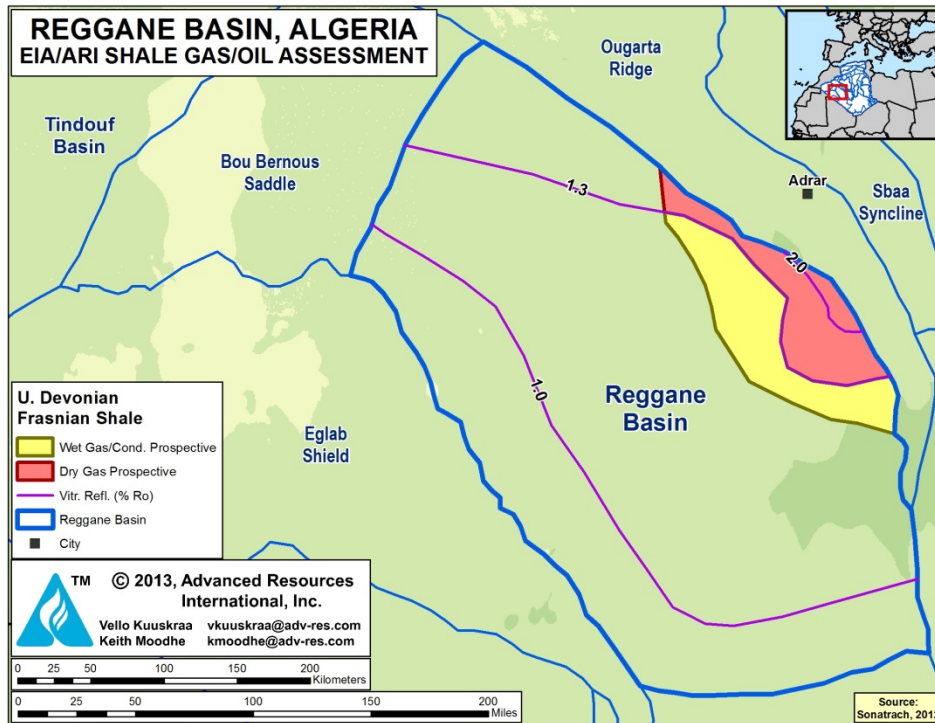 REGGANE BASIN, ALGERIA
EIA/ARI SHALE GAS/OIL ASSESSMENT
Ougarta
Ridge
Tindouf
Basin
Bou Bernous
Saddle
1.3
Adrar
Sbaa
Syncline
2.0
1.0
Reggane
Basin
Eglab
Shield
U. Devonian
Frasnian Shale
Wet Gas/Cond. Prospective
Dry Gas Prospective
Vitr. Refl. (% Ro)
Reggane Basin
City
TM
© 2013, Advanced Resources
International, Inc.
Vello Kuuskraa vkuuskraa@adv-res.com
Keith Moodhe kmoodhe@adv-res.com
0 25 50 100 150 200
Kilometers
0 25 50 100 150 200
Miles
Source:
Sonatrach, 2013